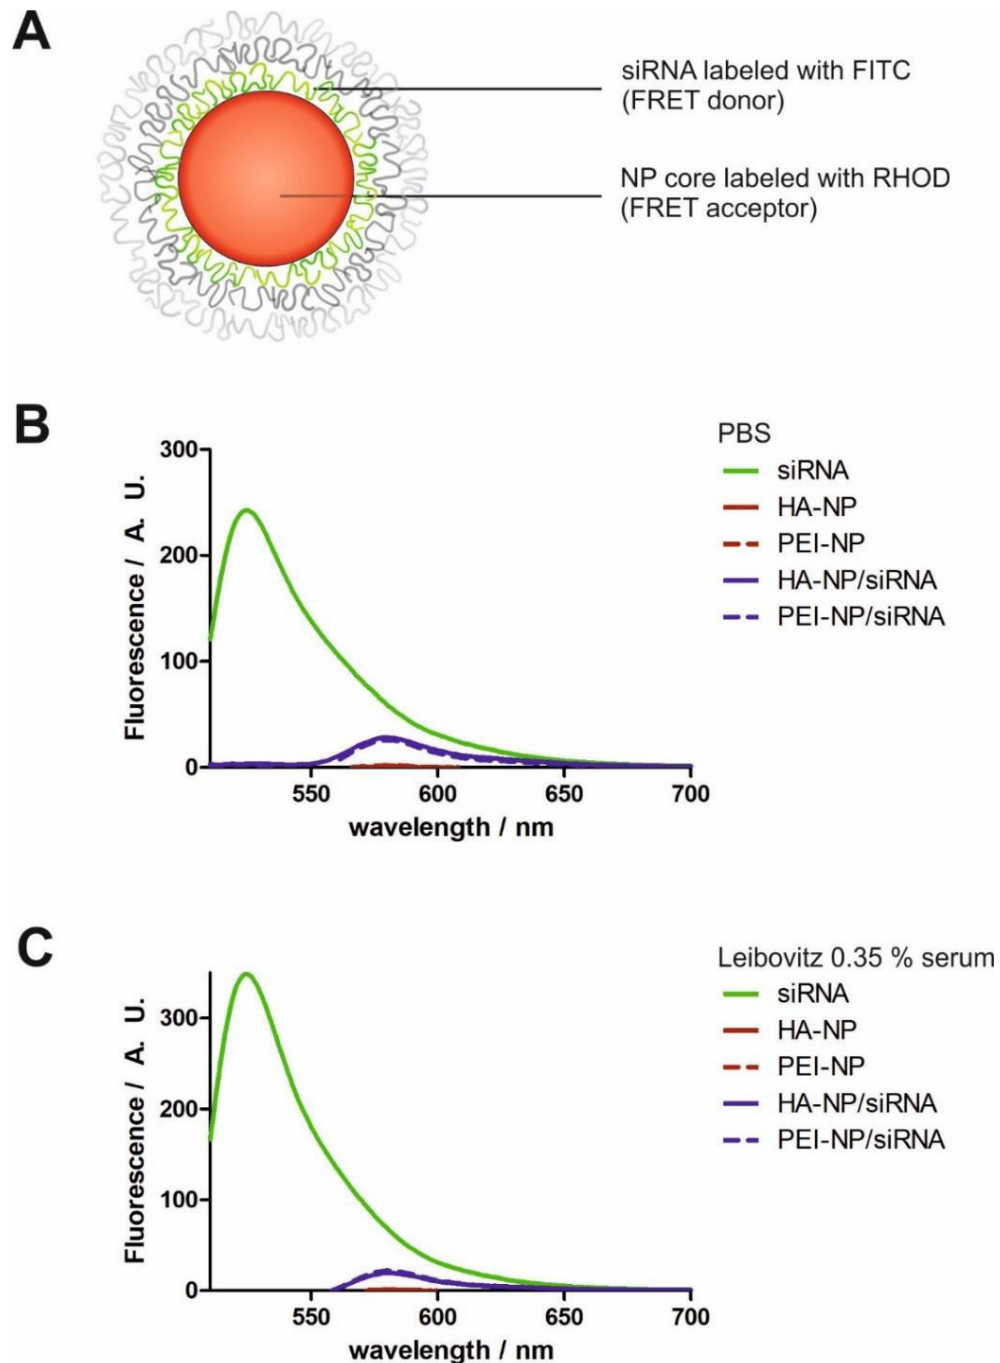 A
siRNA labeled with FITC
(FRET donor)
NP core labeled with RHOD
(FRET acceptor)
B
PBS
siRNA
HA-NP
PEI-NP
HA-NP/siRNA
PEI-NP/siRNA
Fluorescence / A. U.
300
200
100
0
550
600
650
700
wavelength / nm
C
Leibovitz 0.35 % serum
siRNA
HA-NP
PEI-NP
HA-NP/siRNA
PEI-NP/siRNA
Fluorescence / A. U.
300
200
100
0
550
600
650
700
wavelength / nm